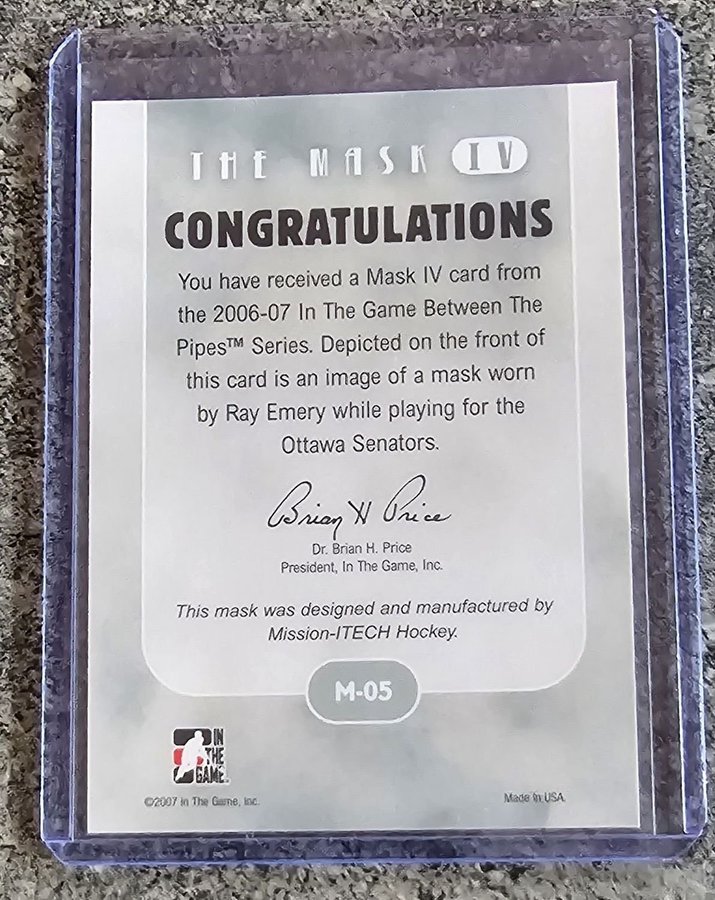 THE MASK IV
CONGRATULATIONS
You have received a Mask IV card from
the 2006-07 In The Game Between The
Pipes™ Series. Depicted on the front of
this card is an image of a mask worn
by Ray Emery while playing for the
Ottawa Senators.
Brian H Price
Dr. Brian H. Price
President, In The Game, Inc.
This mask was designed and manufactured by
Mission-ITECH Hockey.
M-05
IN
THE
GAME
©2007 In The Game, Inc.
Made in USA